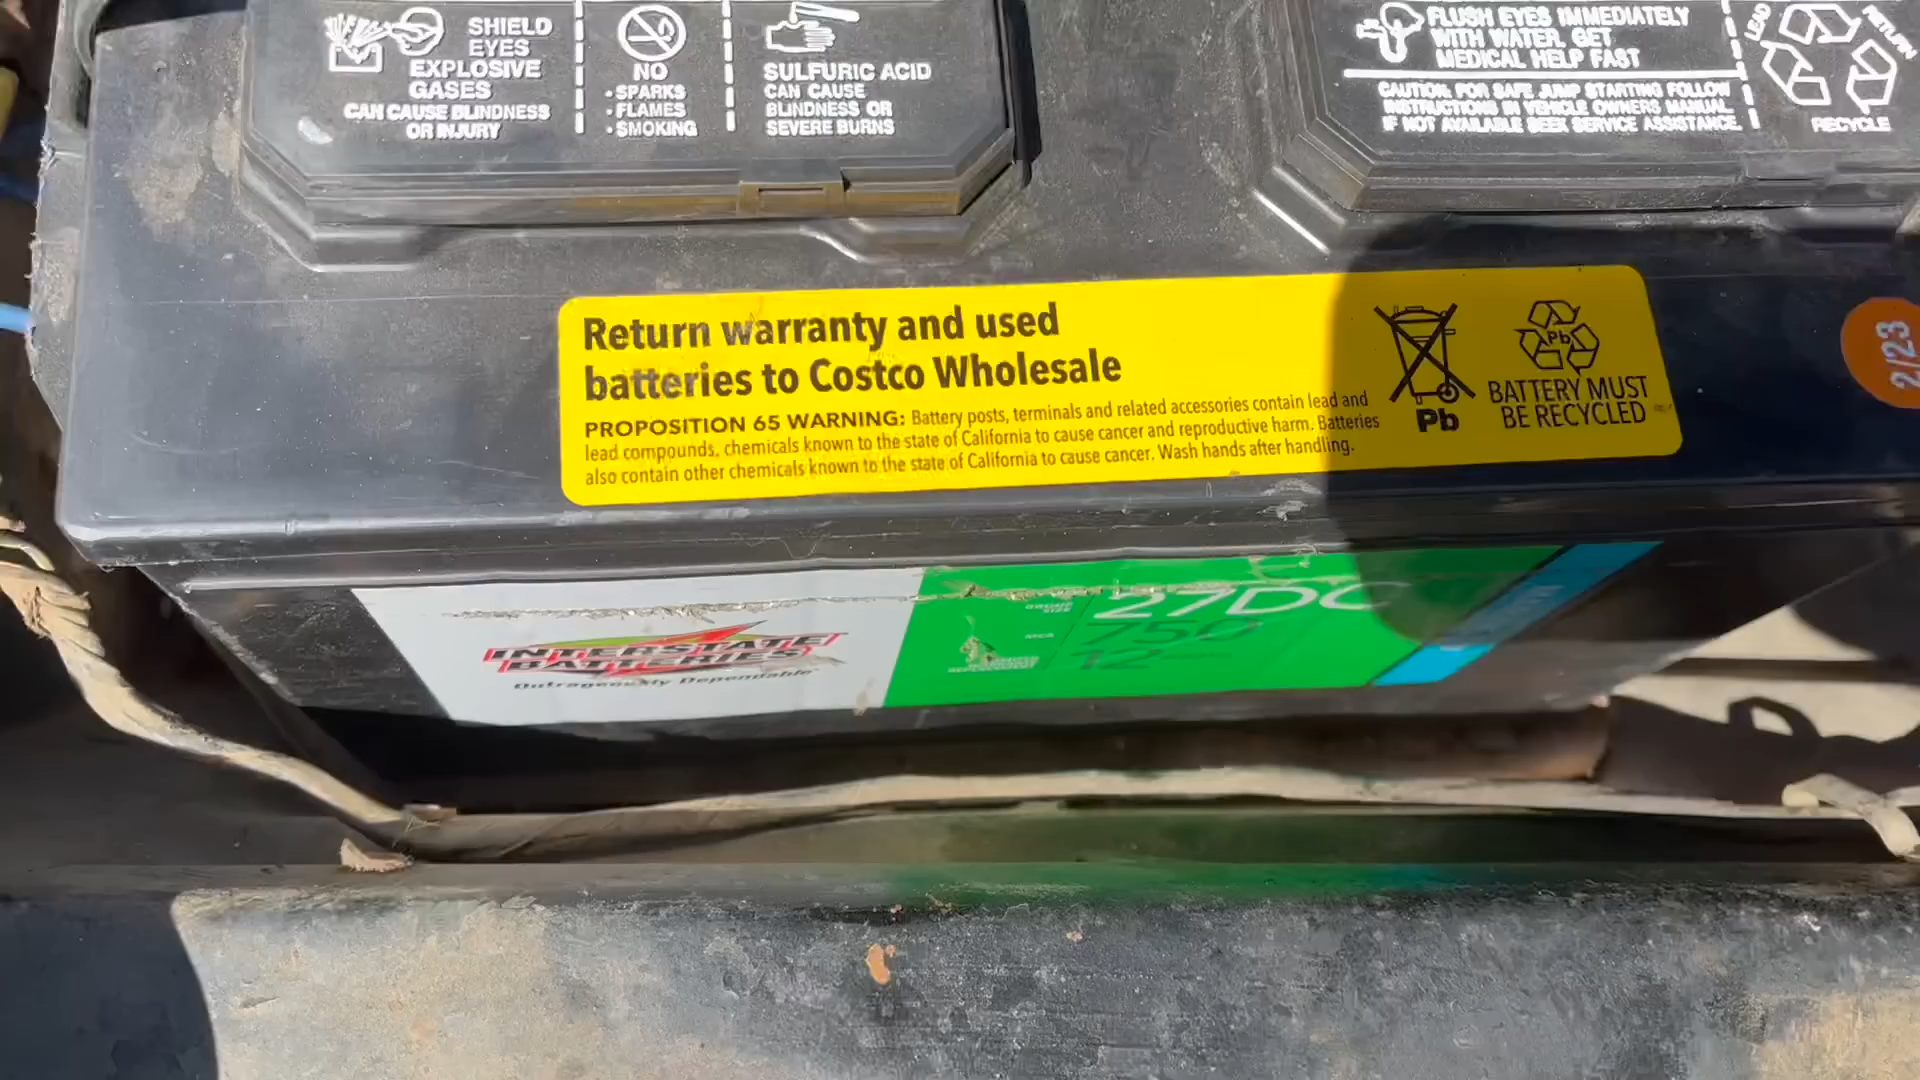 SHIELD
EYES
EXPLOSIVE
GASES
CAN CAUSE BLINDNESS
OR INJURY
NO
• SPARKS
• FLAMES
• SMOKING
SULFURIC ACID
CAN CAUSE
BLINDNESS OR
SEVERE BURNS
FLUSH EYES IMMEDIATELY
WITH WATER, GET
MEDICAL HELP FAST
CAUTION: FOR SAFE JUMP STARTING FOLLOW
INSTRUCTIONS IN VEHICLE OWNERS MANUAL.
IF NOT AVAILABLE SEEK SERVICE ASSISTANCE.
LEAD
RETURN
RECYCLE
Return warranty and used
batteries to Costco Wholesale
PROPOSITION 65 WARNING: Battery posts, terminals and related accessories contain lead and
lead compounds, chemicals known to the state of California to cause cancer and reproductive harm. Batteries
also contain other chemicals known to the state of California to cause cancer. Wash hands after handling.
Pb
Pb
BATTERY MUST
BE RECYCLED
2/23
INTERSTATE
BATTERIES
Outrageously Dependable
GROUP
SIZE
27DC
MCA
750
12